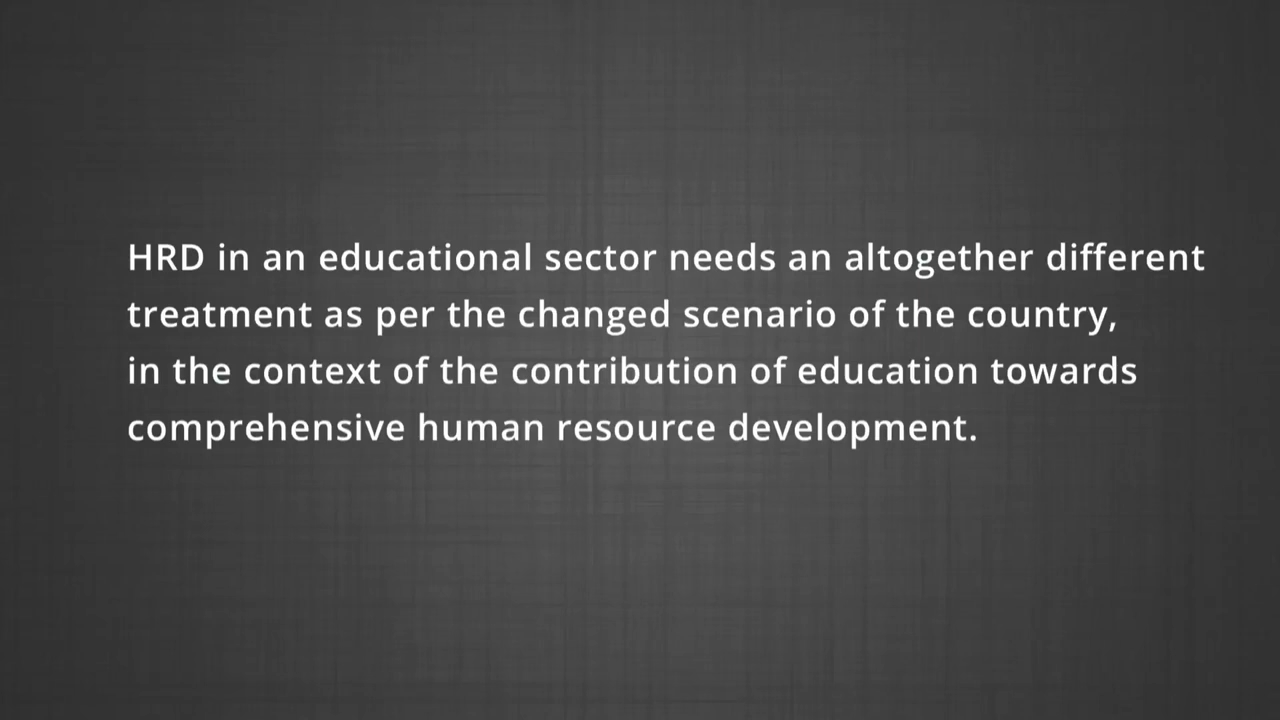 HRD in an educational sector needs an altogether different
treatment as per the changed scenario of the country,
in the context of the contribution of education towards
comprehensive human resource development.